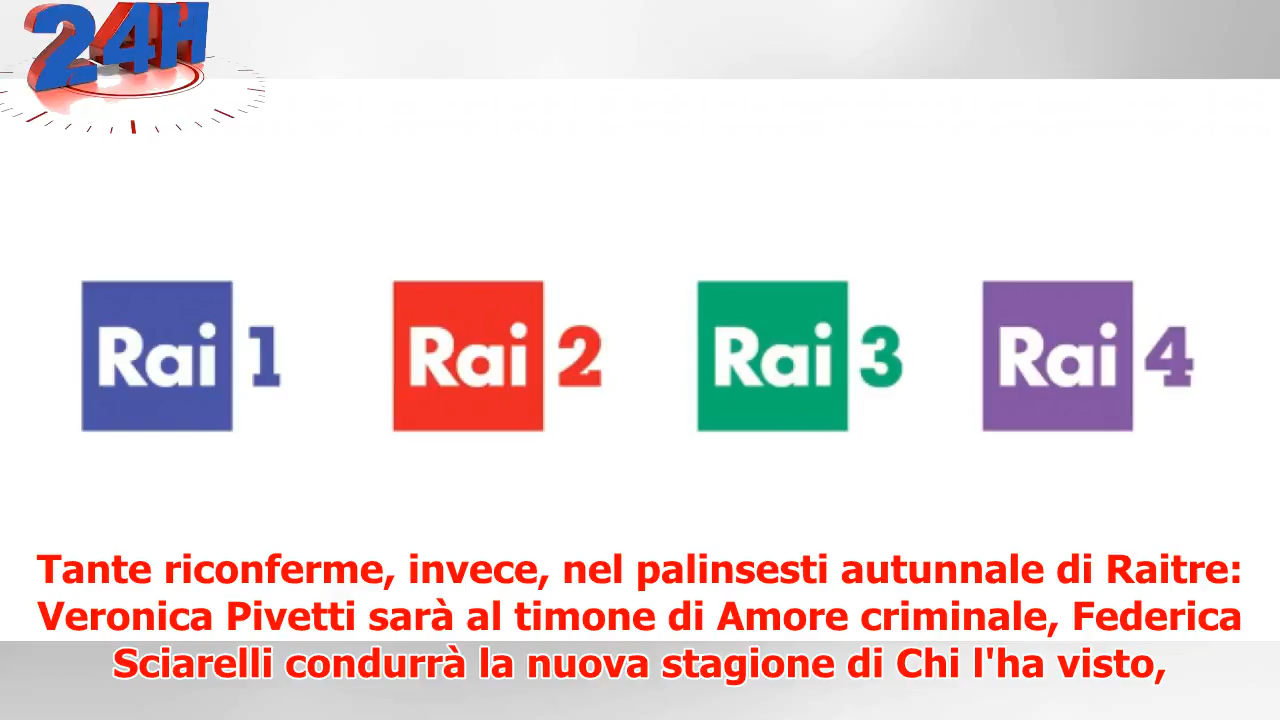 24H
Rai 1
Rai 2
Rai 3
Rai 4
Tante riconferme, invece, nel palinsesti autunnale di Raitre:
Veronica Pivetti sarà al timone di Amore criminale, Federica
Sciarelli condurrà la nuova stagione di Chi l'ha visto,